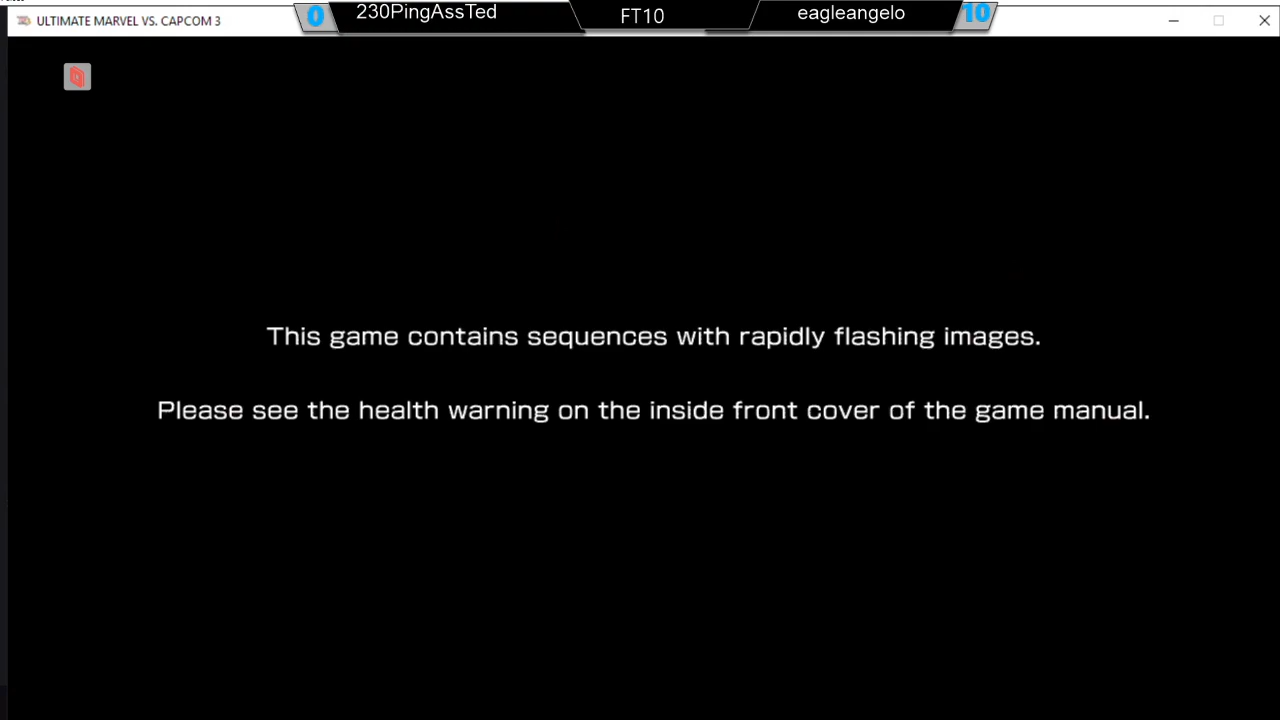 ULTIMATE MARVEL VS. CAPCOM 3
0 230PingAssTed FT10 eagleangelo 10
This game contains sequences with rapidly flashing images.
Please see the health warning on the inside front cover of the game manual.